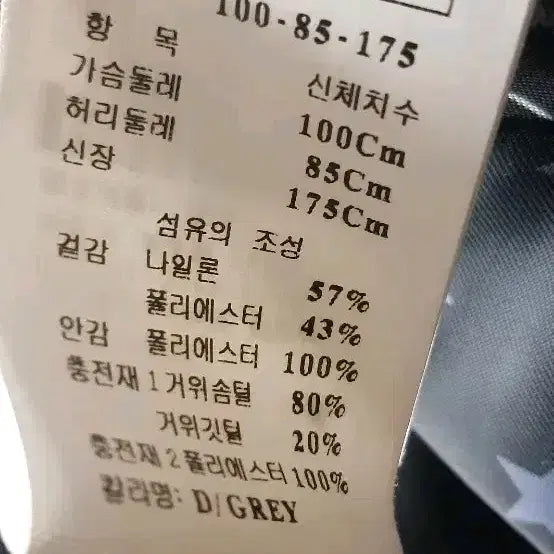 100-85-175
항 목 신체치수
가슴둘레 100Cm
허리둘레 85Cm
신장 175Cm
섬유의 조성
겉감 나일론 57%
폴리에스터 43%
안감 폴리에스터 100%
충전재 1 거위솜털 80%
거위깃털 20%
충전재 2 폴리에스터 100%
칼라명: D/GREY